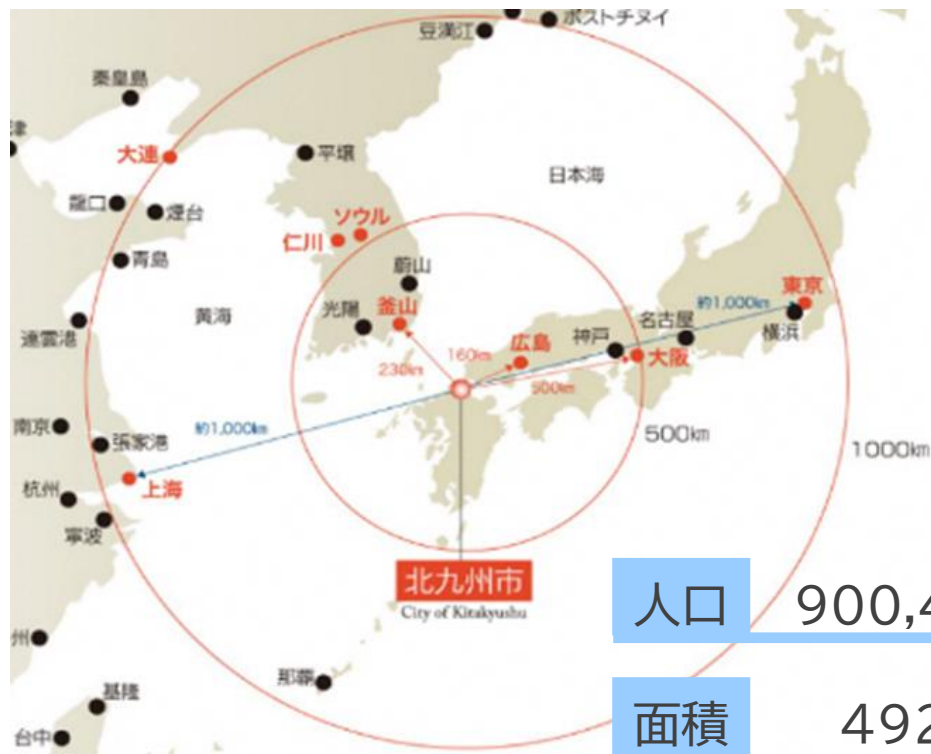 豆満江
ポストチヌイ
秦皇島
津
大連
平壌
日本海
龍口
煙台
ソウル
仁川
青島
蔚山
東京
約1,000km
黄海
光陽
釜山
名古屋
連雲港
神戸
横浜
広島
160km
大阪
230km
500km
南京
約1,000km
500km
張家港
1000km
上海
杭州
寧波
北九州市
City of Kitakyushu
人口 900,4
州
那覇
基隆
面積 492
台中